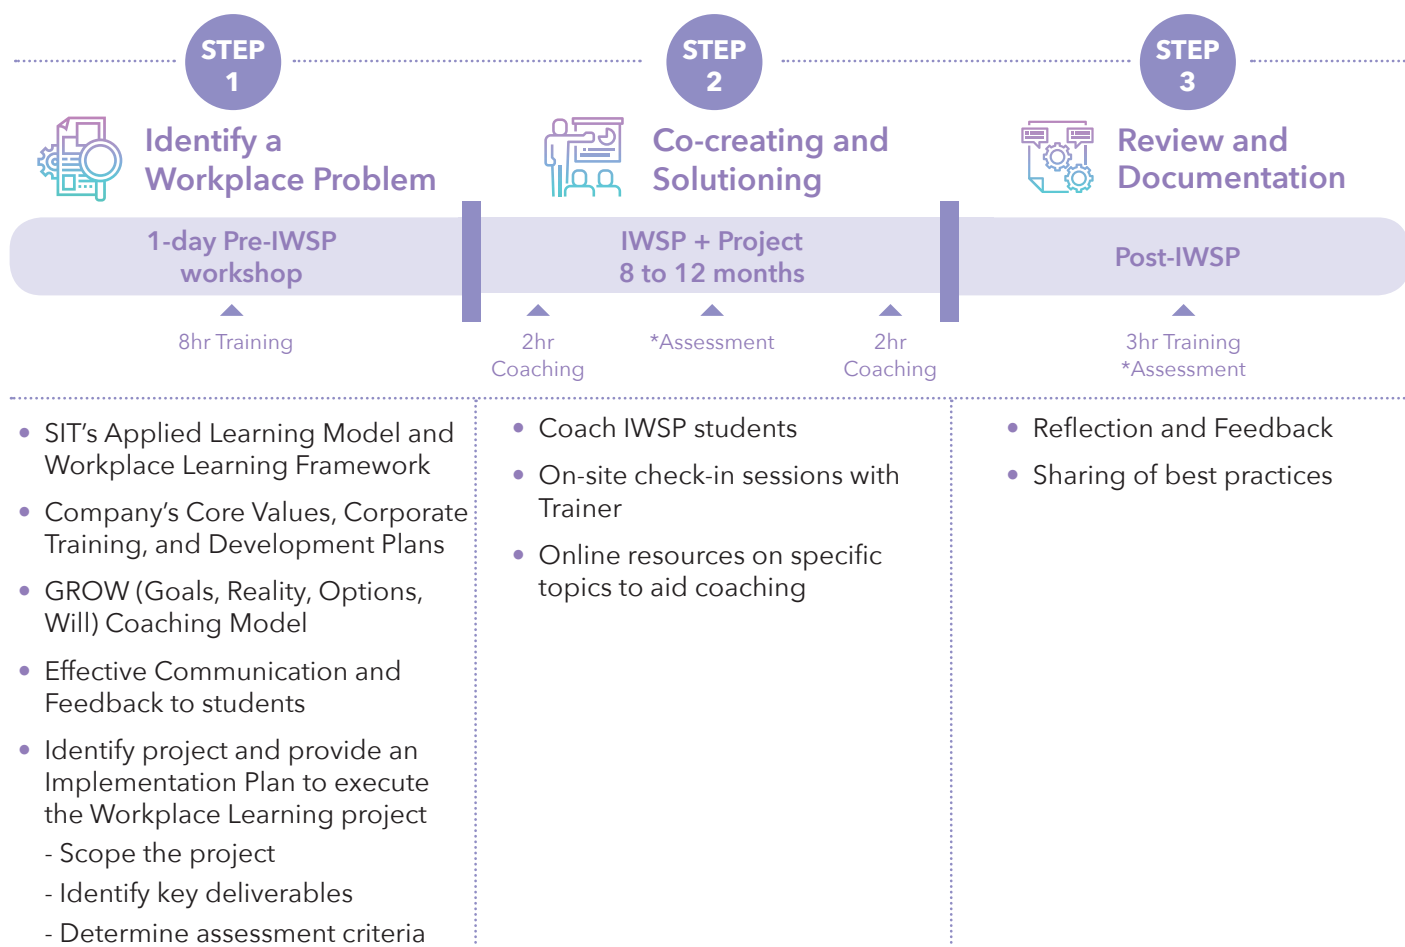 STEP
1
Identify a
Workplace Problem
1-day Pre-IWSP
workshop
8hr Training
• SIT's Applied Learning Model and
Workplace Learning Framework
• Company's Core Values, Corporate
Training, and Development Plans
• GROW (Goals, Reality, Options,
Will) Coaching Model
• Effective Communication and
Feedback to students
• Identify project and provide an
Implementation Plan to execute
the Workplace Learning project
- Scope the project
- Identify key deliverables
- Determine assessment criteria
STEP
2
Co-creating and
Solutioning
IWSP + Project
8 to 12 months
2hr
Coaching
*Assessment
2hr
Coaching
• Coach IWSP students
• On-site check-in sessions with
Trainer
• Online resources on specific
topics to aid coaching
STEP
3
Review and
Documentation
Post-IWSP
3hr Training
*Assessment
• Reflection and Feedback
• Sharing of best practices